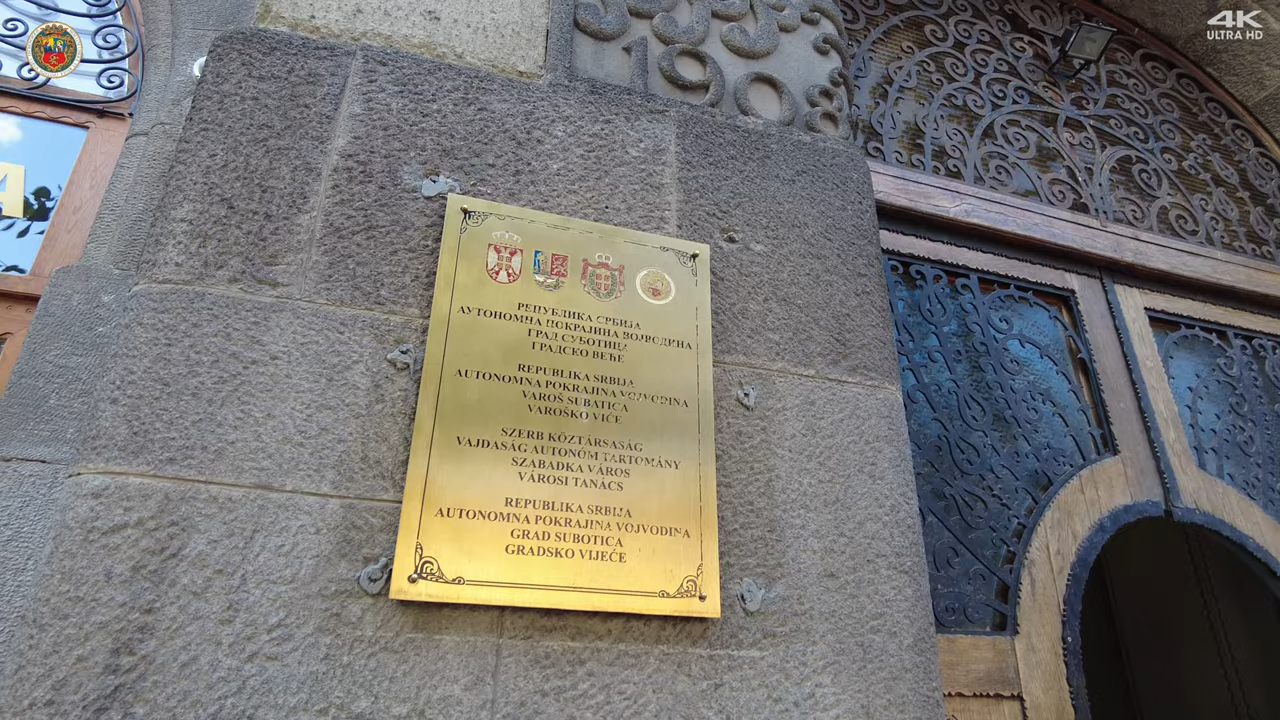 4K
ULTRA HD
1908
A
РЕПУБЛИКА СРБИЈА
АУТОНОМНА ПОКРАЈИНА ВОЈВОДИНА
ГРАД СУБОТИЦА
ГРАДСКО ВЕЋЕ
REPUBLIKA SRBIJA
AUTONOMNA POKRAJINA VOJVODINA
VAROŠ SUBATICA
VAROŠKO VIĆE
SZERB KÖZTÁRSASÁG
VAJDASÁG AUTONÓM TARTOMÁNY
SZABADKA VÁROS
VÁROSI TANÁCS
REPUBLIKA SRBIJA
AUTONOMNA POKRAJINA VOJVODINA
GRAD SUBOTICA
GRADSKO VIJEĆE